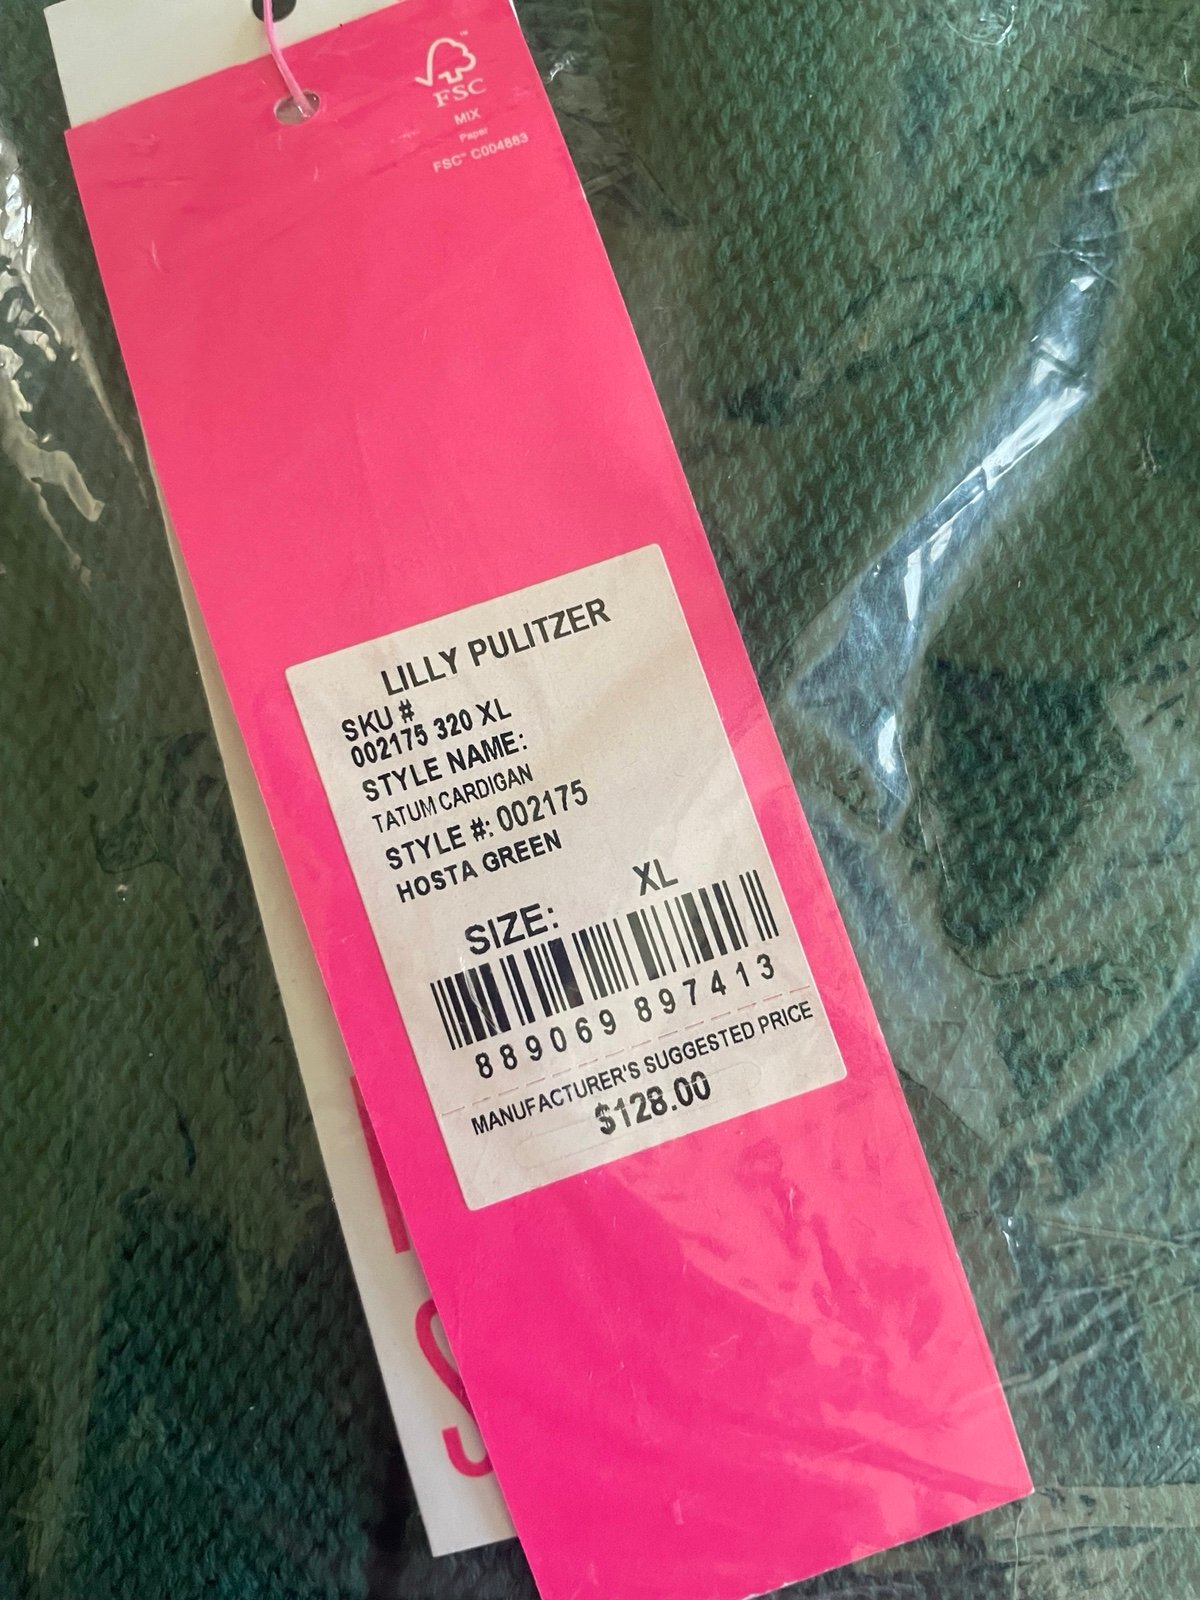 FSC
MIX
Paper
FSC™ C004883
LILLY PULITZER
SKU #
002175 320 XL
STYLE NAME:
TATUM CARDIGAN
STYLE #: 002175
HOSTA GREEN
SIZE: XL
889069 897413
MANUFACTURER'S SUGGESTED PRICE
$128.00